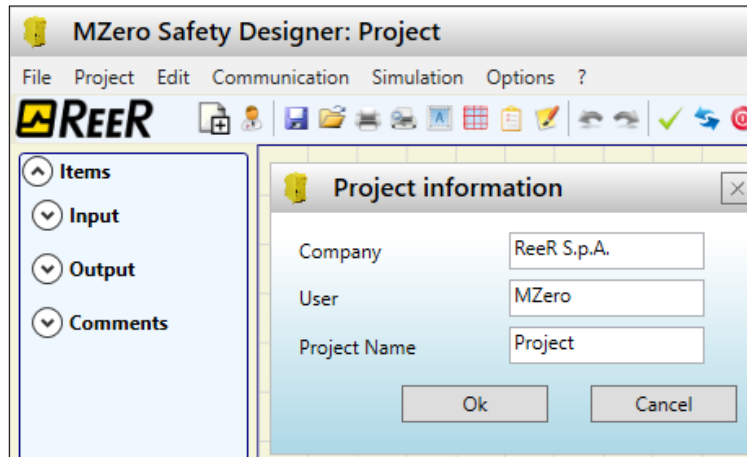 MZero Safety Designer: Project
File Project Edit Communication Simulation Options ?
REER
Items
Input
Output
Comments
Project information
Company ReeR S.p.A.
User MZero
Project Name Project
Ok Cancel